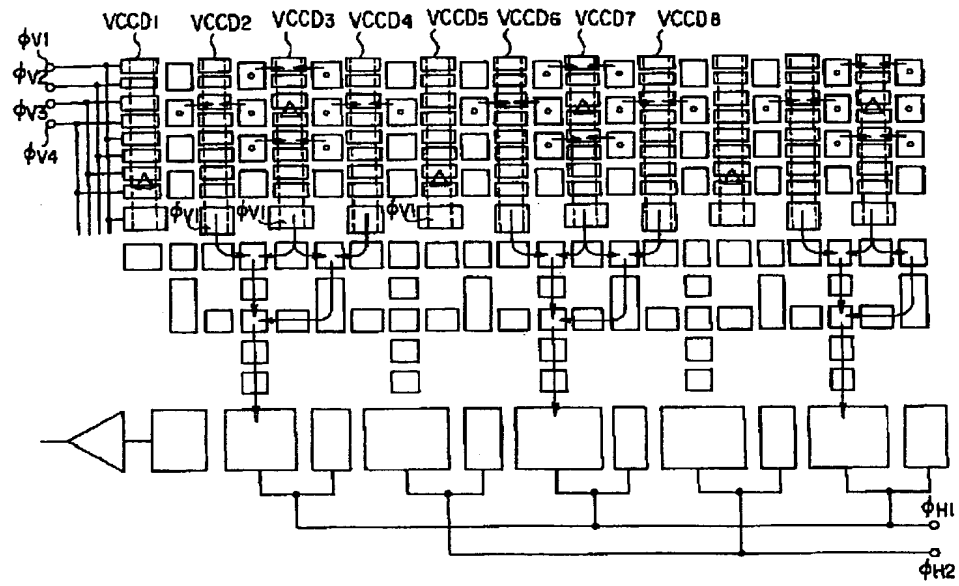 VCCD1 VCCD2 VCCD3 VCCD4 VCCD5 VCCD6 VCCD7 VCCD8
ϕV1
ϕV2
ϕV3
ϕV4
ϕV1 ϕV1 ϕV1
ϕH1
ϕH2